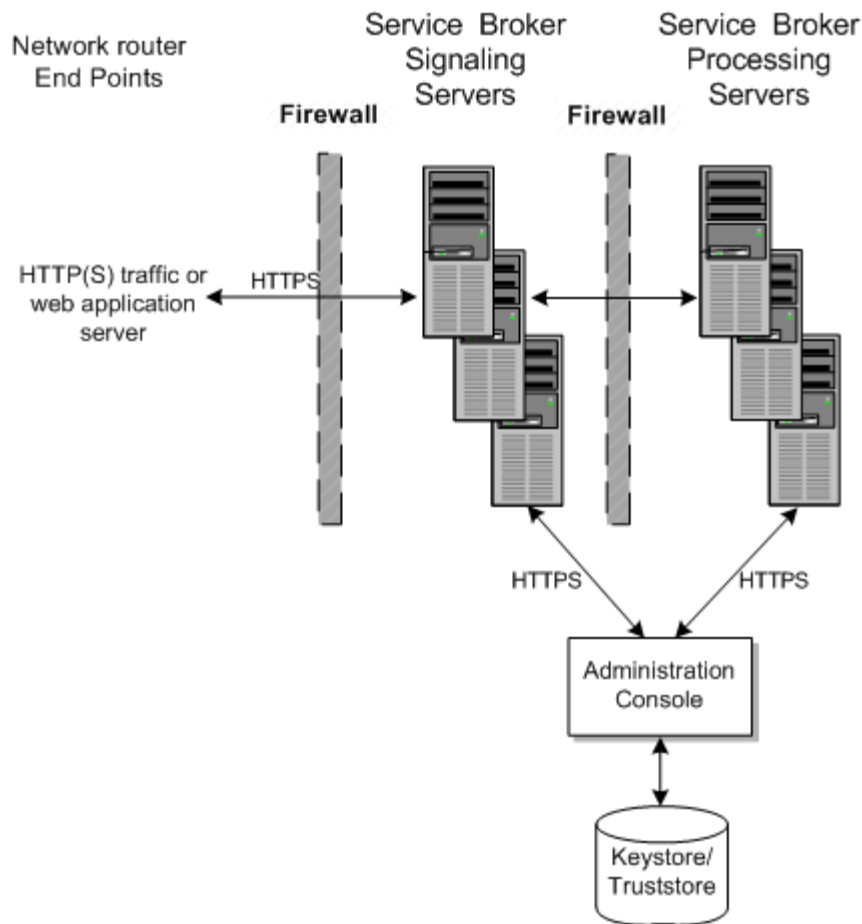 Network router
End Points
Service Broker
Signaling
Servers
Service Broker
Processing
Servers
Firewall
Firewall
HTTP(S) traffic or
web application
server
HTTPS
HTTPS
HTTPS
Administration
Console
Keystore/
Truststore